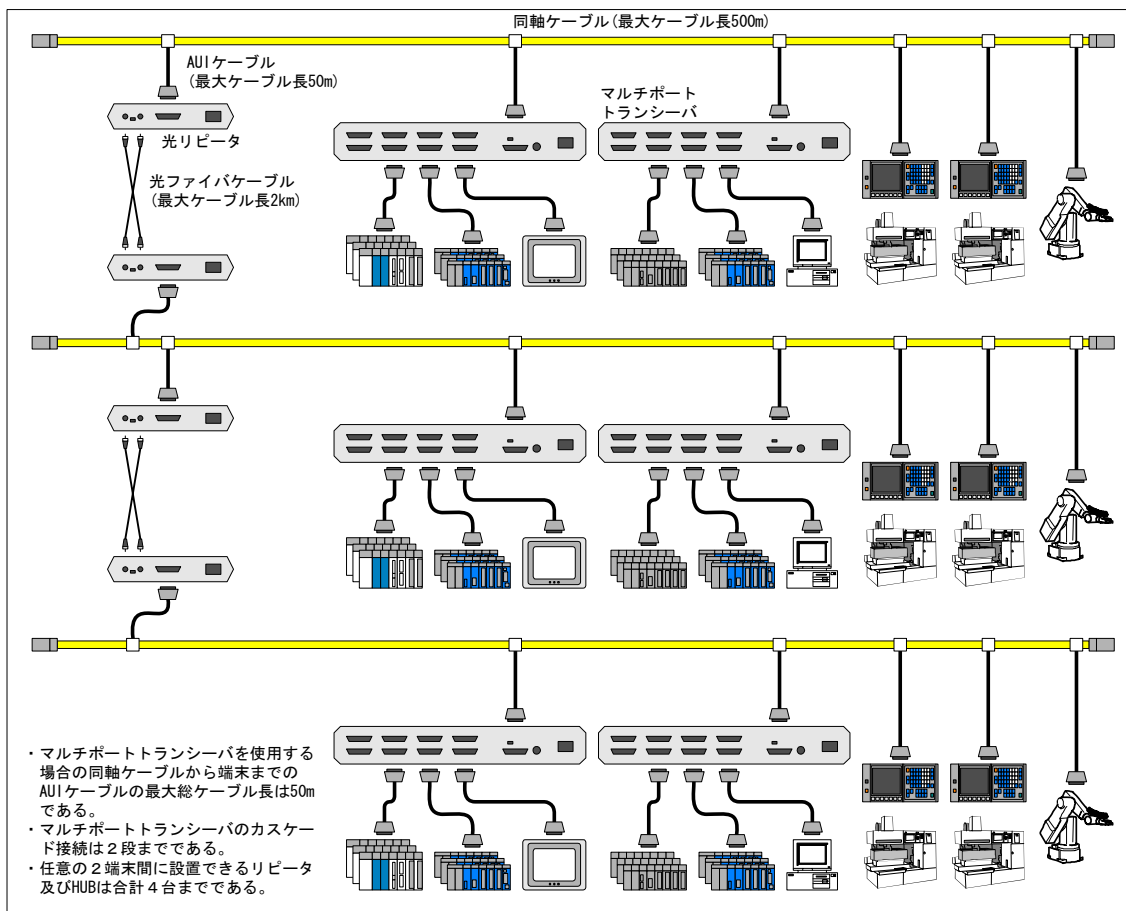 同軸ケーブル(最大ケーブル長500m)
AUIケーブル
(最大ケーブル長50m)
マルチポート
トランシーバ
光リピータ
光ファイバケーブル
(最大ケーブル長2km)
・マルチポートトランシーバを使用する
場合の同軸ケーブルから端末までの
AUIケーブルの最大総ケーブル長は50m
である。
・マルチポートトランシーバのカスケー
ド接続は２段までである。
・任意の２端末間に設置できるリピータ
及びHUBは合計４台までである。